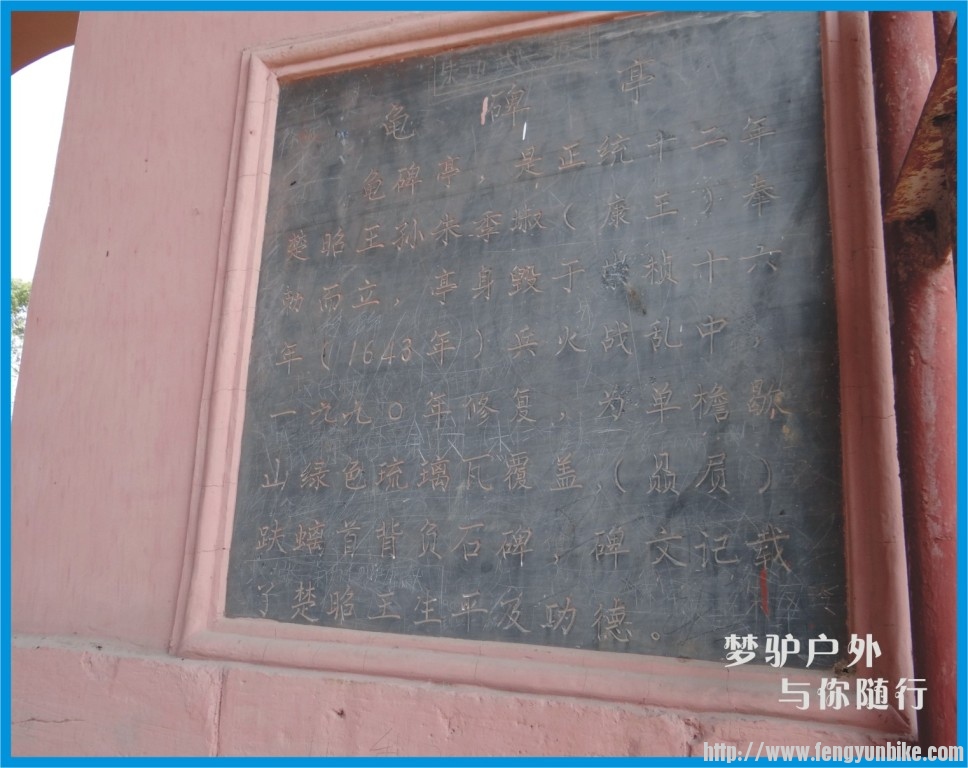 龟碑亭
龟碑亭，是正统十二年
楚昭王孙朱季（康王）奉
勅而立，亭身毁于崇祯十六
年（1643年）兵火战乱中，
一九九〇年修复，为单檐歇
山绿色琉璃瓦覆盖，（赑屃）
趺螭首背负石碑，碑文记载
了楚昭王生平及功德。
梦驴户外
与你随行
http://www.fengyunbike.com/